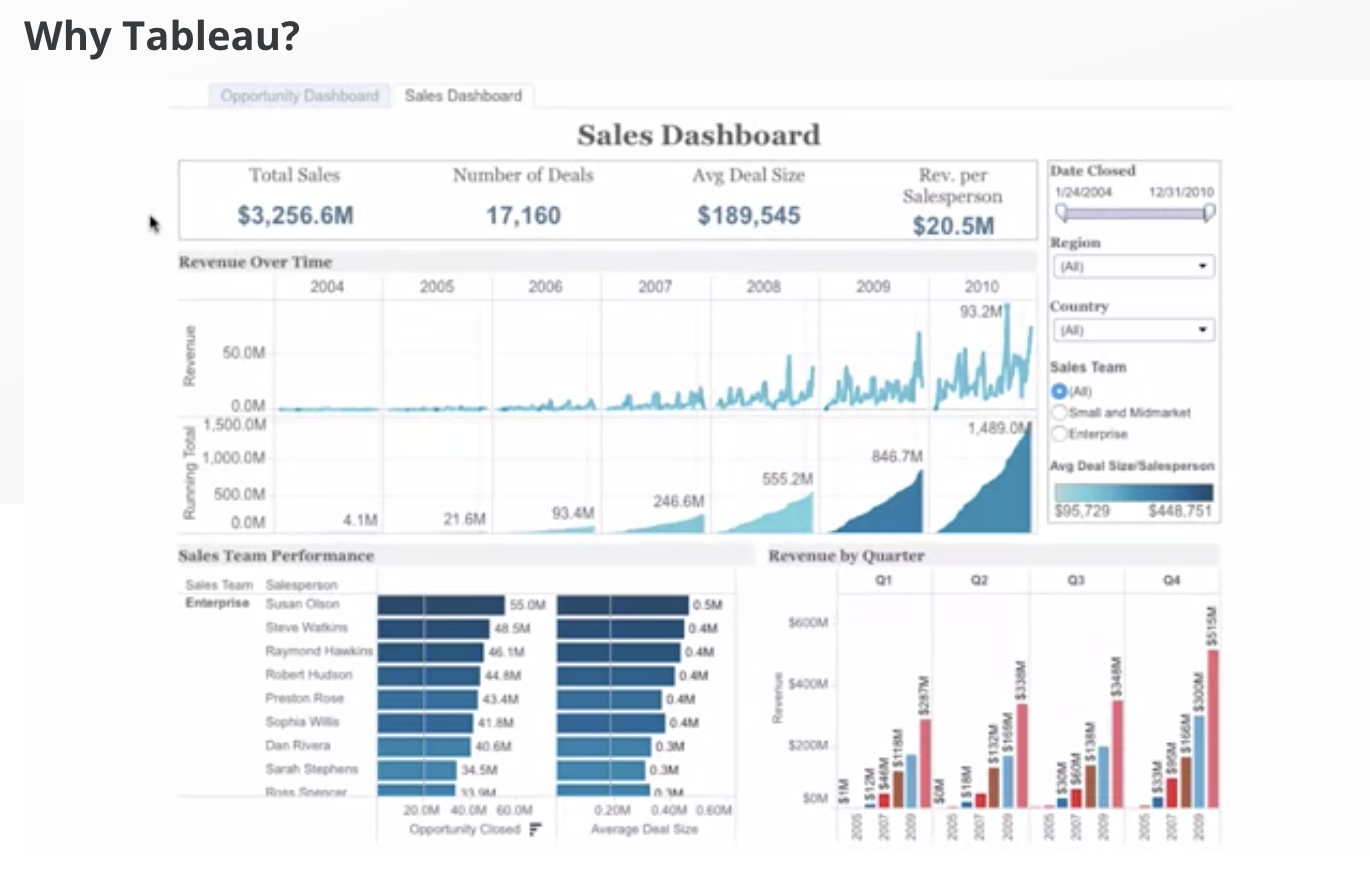 Why Tableau?
Opportunity Dashboard Sales Dashboard
Sales Dashboard
Total Sales Number of Deals Avg Deal Size Rev. per Salesperson
$3,256.6M 17,160 $189,545 $20.5M
Date Closed
1/24/2004 12/31/2010
Region
(All)
Country
(All)
Sales Team
(All)
Small and Midmarket
Enterprise
Avg Deal Size/Salesperson
$95,729 $448,751
Revenue Over Time
2004 2005 2006 2007 2008 2009 2010
Revenue
50.0M
0.0M
93.2M
Running Total
1,500.0M
1,000.0M
500.0M
0.0M
4.1M 21.6M 93.4M 246.6M 555.2M 846.7M 1,489.0M
Sales Team Performance
Sales Team Salesperson
Enterprise Susan Olson 55.0M 0.5M
Steve Watkins 48.5M 0.4M
Raymond Hawkins 46.1M 0.4M
Robert Hudson 44.8M 0.4M
Preston Rose 43.4M 0.4M
Sophia Willis 41.8M 0.4M
Dan Rivera 40.6M 0.3M
Sarah Stephens 34.5M 0.3M
Ross Spencer 33.9M 0.3M
20.0M 40.0M 60.0M 0.20M 0.40M 0.60M
Opportunity Closed Average Deal Size
Revenue by Quarter
Q1 Q2 Q3 Q4
Revenue
$600M
$400M
$200M
$0M
$1M $12M $46M $118M $287M
$0M $18M $132M $169M $338M
$30M $60M $138M $348M
$33M $95M $166M $300M $515M
2005 2007 2009 2005 2007 2009 2005 2007 2009 2005 2007 2009